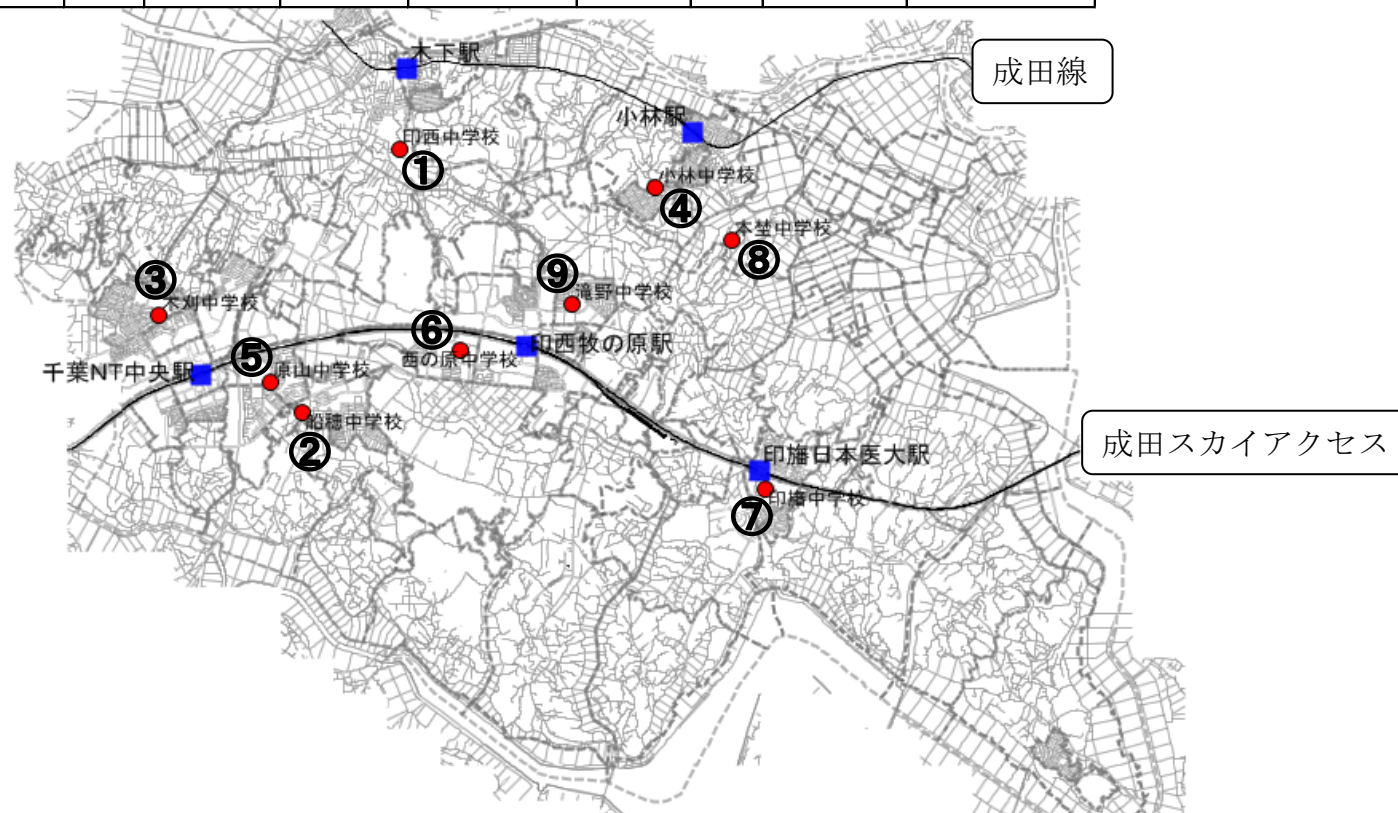 木下駅
成田線
小林駅
印西中学校
①
小林中学校
④
本埜中学校
⑧
③
木刈中学校
⑨
滝野中学校
⑥
西の原中学校
印西牧の原駅
千葉NT中央駅
⑤
原山中学校
船穂中学校
②
成田スカイアクセス
印旛日本医大駅
印旛中学校
⑦